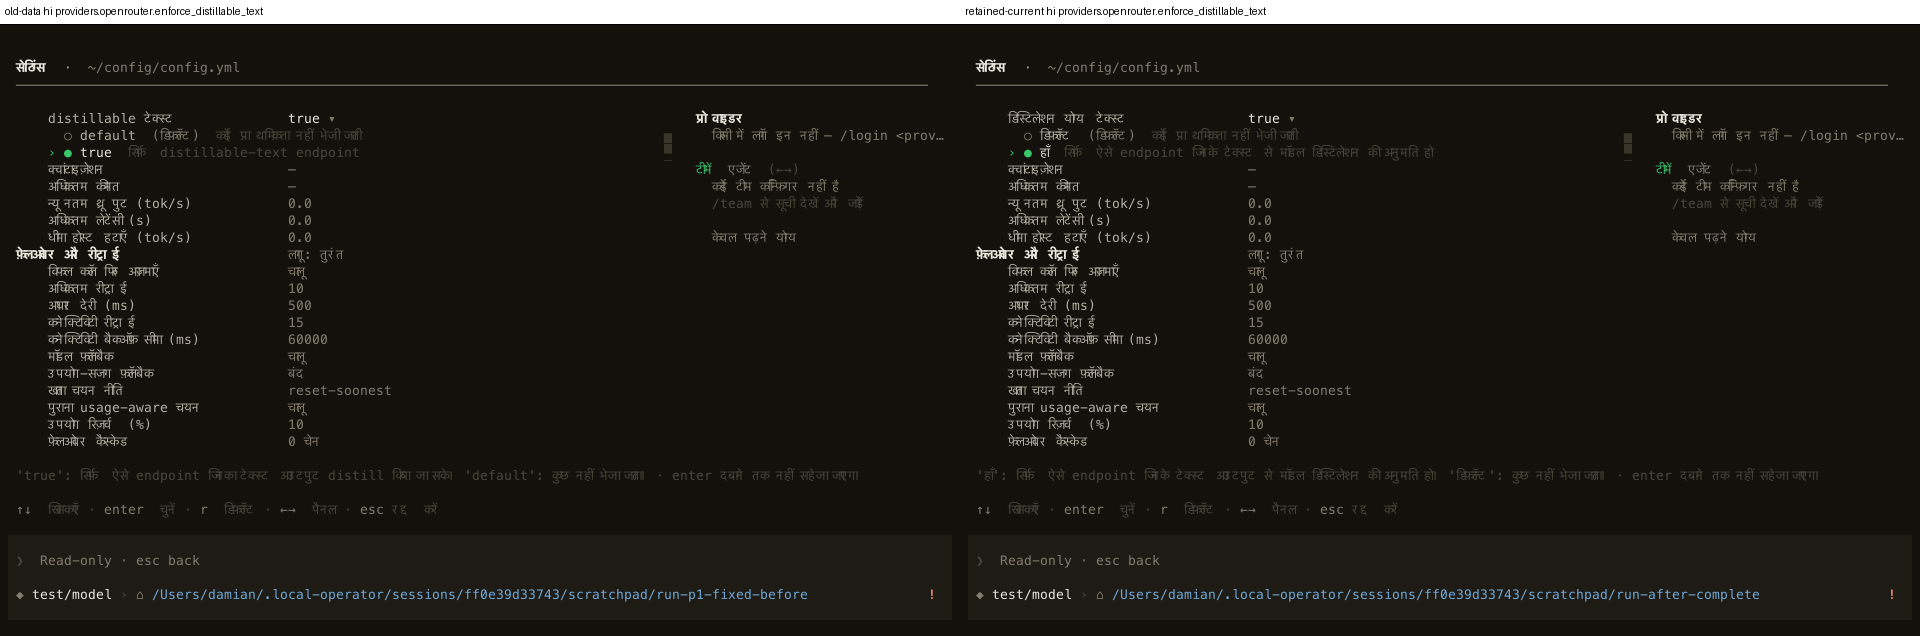 old-data hi providers.openrouter.enforce_distillable_text
सेटिंग्स · ~/config/config.yml
distillable टेक्स्ट true ▾
○ default (डिफ़ॉल्ट) कोई प्राथमिकता नहीं भेजी जाती
› ● true सिर्फ़ distillable-text endpoint
क्वांटाइज़ेशन —
अधिकतम कीमत —
न्यूनतम थ्रूपुट (tok/s) 0.0
अधिकतम लेटेंसी (s) 0.0
धीमा होस्ट हटाएँ (tok/s) 0.0
फ़ेलओवर और रीट्राई लागू: तुरंत
विफल कॉल फिर आज़माएँ चालू
अधिकतम रीट्राई 10
आधार देरी (ms) 500
कनेक्टिविटी रीट्राई 15
कनेक्टिविटी बैकऑफ़ सीमा (ms) 60000
मॉडल फ़ॉलबैक चालू
उपयोग-सजग फ़ॉलबैक बंद
खाता चयन नीति reset-soonest
पुराना usage-aware चयन चालू
उपयोग रिज़र्व (%) 10
फ़ेलओवर कैस्केड 0 चेन
प्रोवाइडर
किसी में लॉग इन नहीं — /login <prov…
टीमें एजेंट (←→)
कोई टीम कॉन्फ़िगर नहीं है
/team से सूची देखें और जोड़ें
केवल पढ़ने योग्य
'true': सिर्फ़ ऐसे endpoint जिनका टेक्स्ट आउटपुट distill किया जा सके। 'default': कुछ नहीं भेजा जाता। · enter दबाने तक नहीं सहेजा जाएगा
↑↓ खिसकाएँ · enter चुनें · r डिफ़ॉल्ट · ←→ पैनल · esc रद्द करें
❯ Read-only · esc back
◆ test/model › ⌂ /Users/damian/.local-operator/sessions/ff0e39d33743/scratchpad/run-p1-fixed-before !
retained-current hi providers.openrouter.enforce_distillable_text
सेटिंग्स · ~/config/config.yml
डिस्टिलेशन योग्य टेक्स्ट true ▾
○ डिफ़ॉल्ट (डिफ़ॉल्ट) कोई प्राथमिकता नहीं भेजी जाती
› ● हाँ सिर्फ़ ऐसे endpoint जिनके टेक्स्ट से मॉडल डिस्टिलेशन की अनुमति हो
क्वांटाइज़ेशन —
अधिकतम कीमत —
न्यूनतम थ्रूपुट (tok/s) 0.0
अधिकतम लेटेंसी (s) 0.0
धीमा होस्ट हटाएँ (tok/s) 0.0
फ़ेलओवर और रीट्राई लागू: तुरंत
विफल कॉल फिर आज़माएँ चालू
अधिकतम रीट्राई 10
आधार देरी (ms) 500
कनेक्टिविटी रीट्राई 15
कनेक्टिविटी बैकऑफ़ सीमा (ms) 60000
मॉडल फ़ॉलबैक चालू
उपयोग-सजग फ़ॉलबैक बंद
खाता चयन नीति reset-soonest
पुराना usage-aware चयन चालू
उपयोग रिज़र्व (%) 10
फ़ेलओवर कैस्केड 0 चेन
प्रोवाइडर
किसी में लॉग इन नहीं — /login <prov…
टीमें एजेंट (←→)
कोई टीम कॉन्फ़िगर नहीं है
/team से सूची देखें और जोड़ें
केवल पढ़ने योग्य
'हाँ': सिर्फ़ ऐसे endpoint जिनके टेक्स्ट आउटपुट से मॉडल डिस्टिलेशन की अनुमति हो। 'डिफ़ॉल्ट': कुछ नहीं भेजा जाता। · enter दबाने तक नहीं सहेजा जाएगा
↑↓ खिसकाएँ · enter चुनें · r डिफ़ॉल्ट · ←→ पैनल · esc रद्द करें
❯ Read-only · esc back
◆ test/model › ⌂ /Users/damian/.local-operator/sessions/ff0e39d33743/scratchpad/run-after-complete !